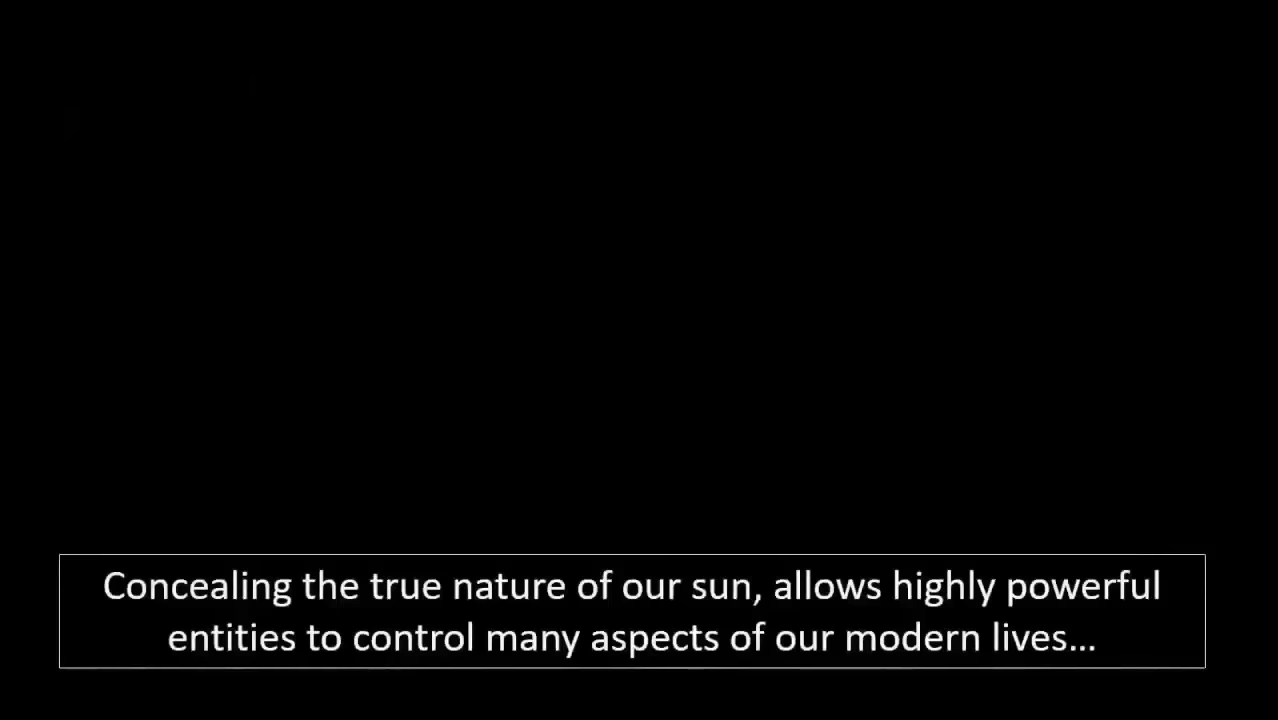 Concealing the true nature of our sun, allows highly powerful
entities to control many aspects of our modern lives…